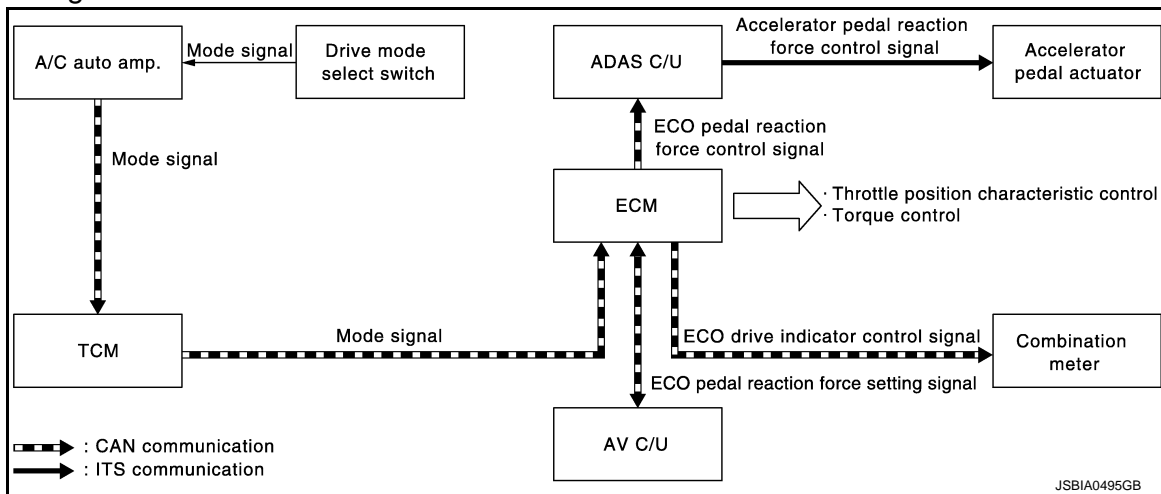 A/C auto amp.
Mode signal
Drive mode
select switch
ADAS C/U
Accelerator pedal reaction
force control signal
Accelerator
pedal actuator
Mode signal
ECO pedal reaction
force control signal
ECM
· Throttle position characteristic control
· Torque control
TCM
Mode signal
ECO drive indicator control signal
Combination
meter
ECO pedal reaction force setting signal
AV C/U
: CAN communication
: ITS communication
JSBIA0495GB